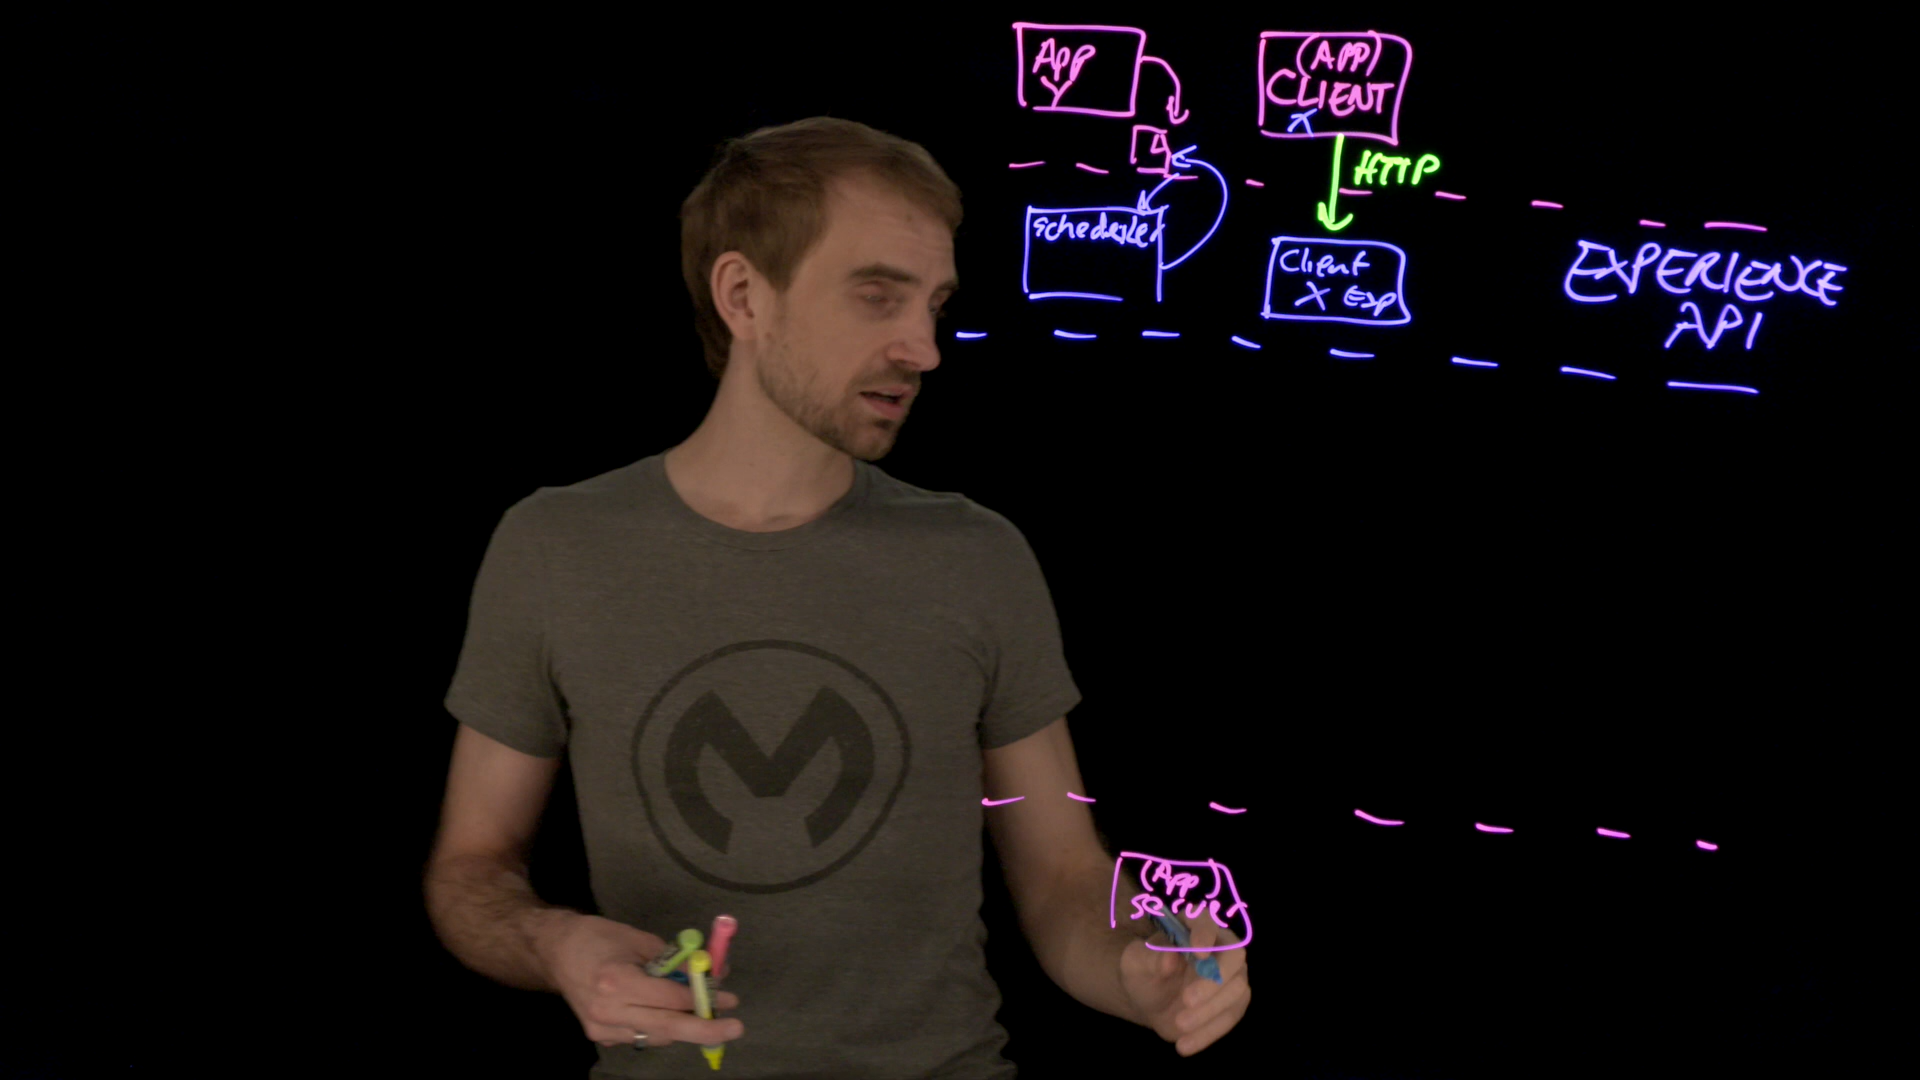 App
Y
(APP)
CLIENT
X
HTTP
scheduler
Client
X Exp
EXPERIENCE
API
(App)
server